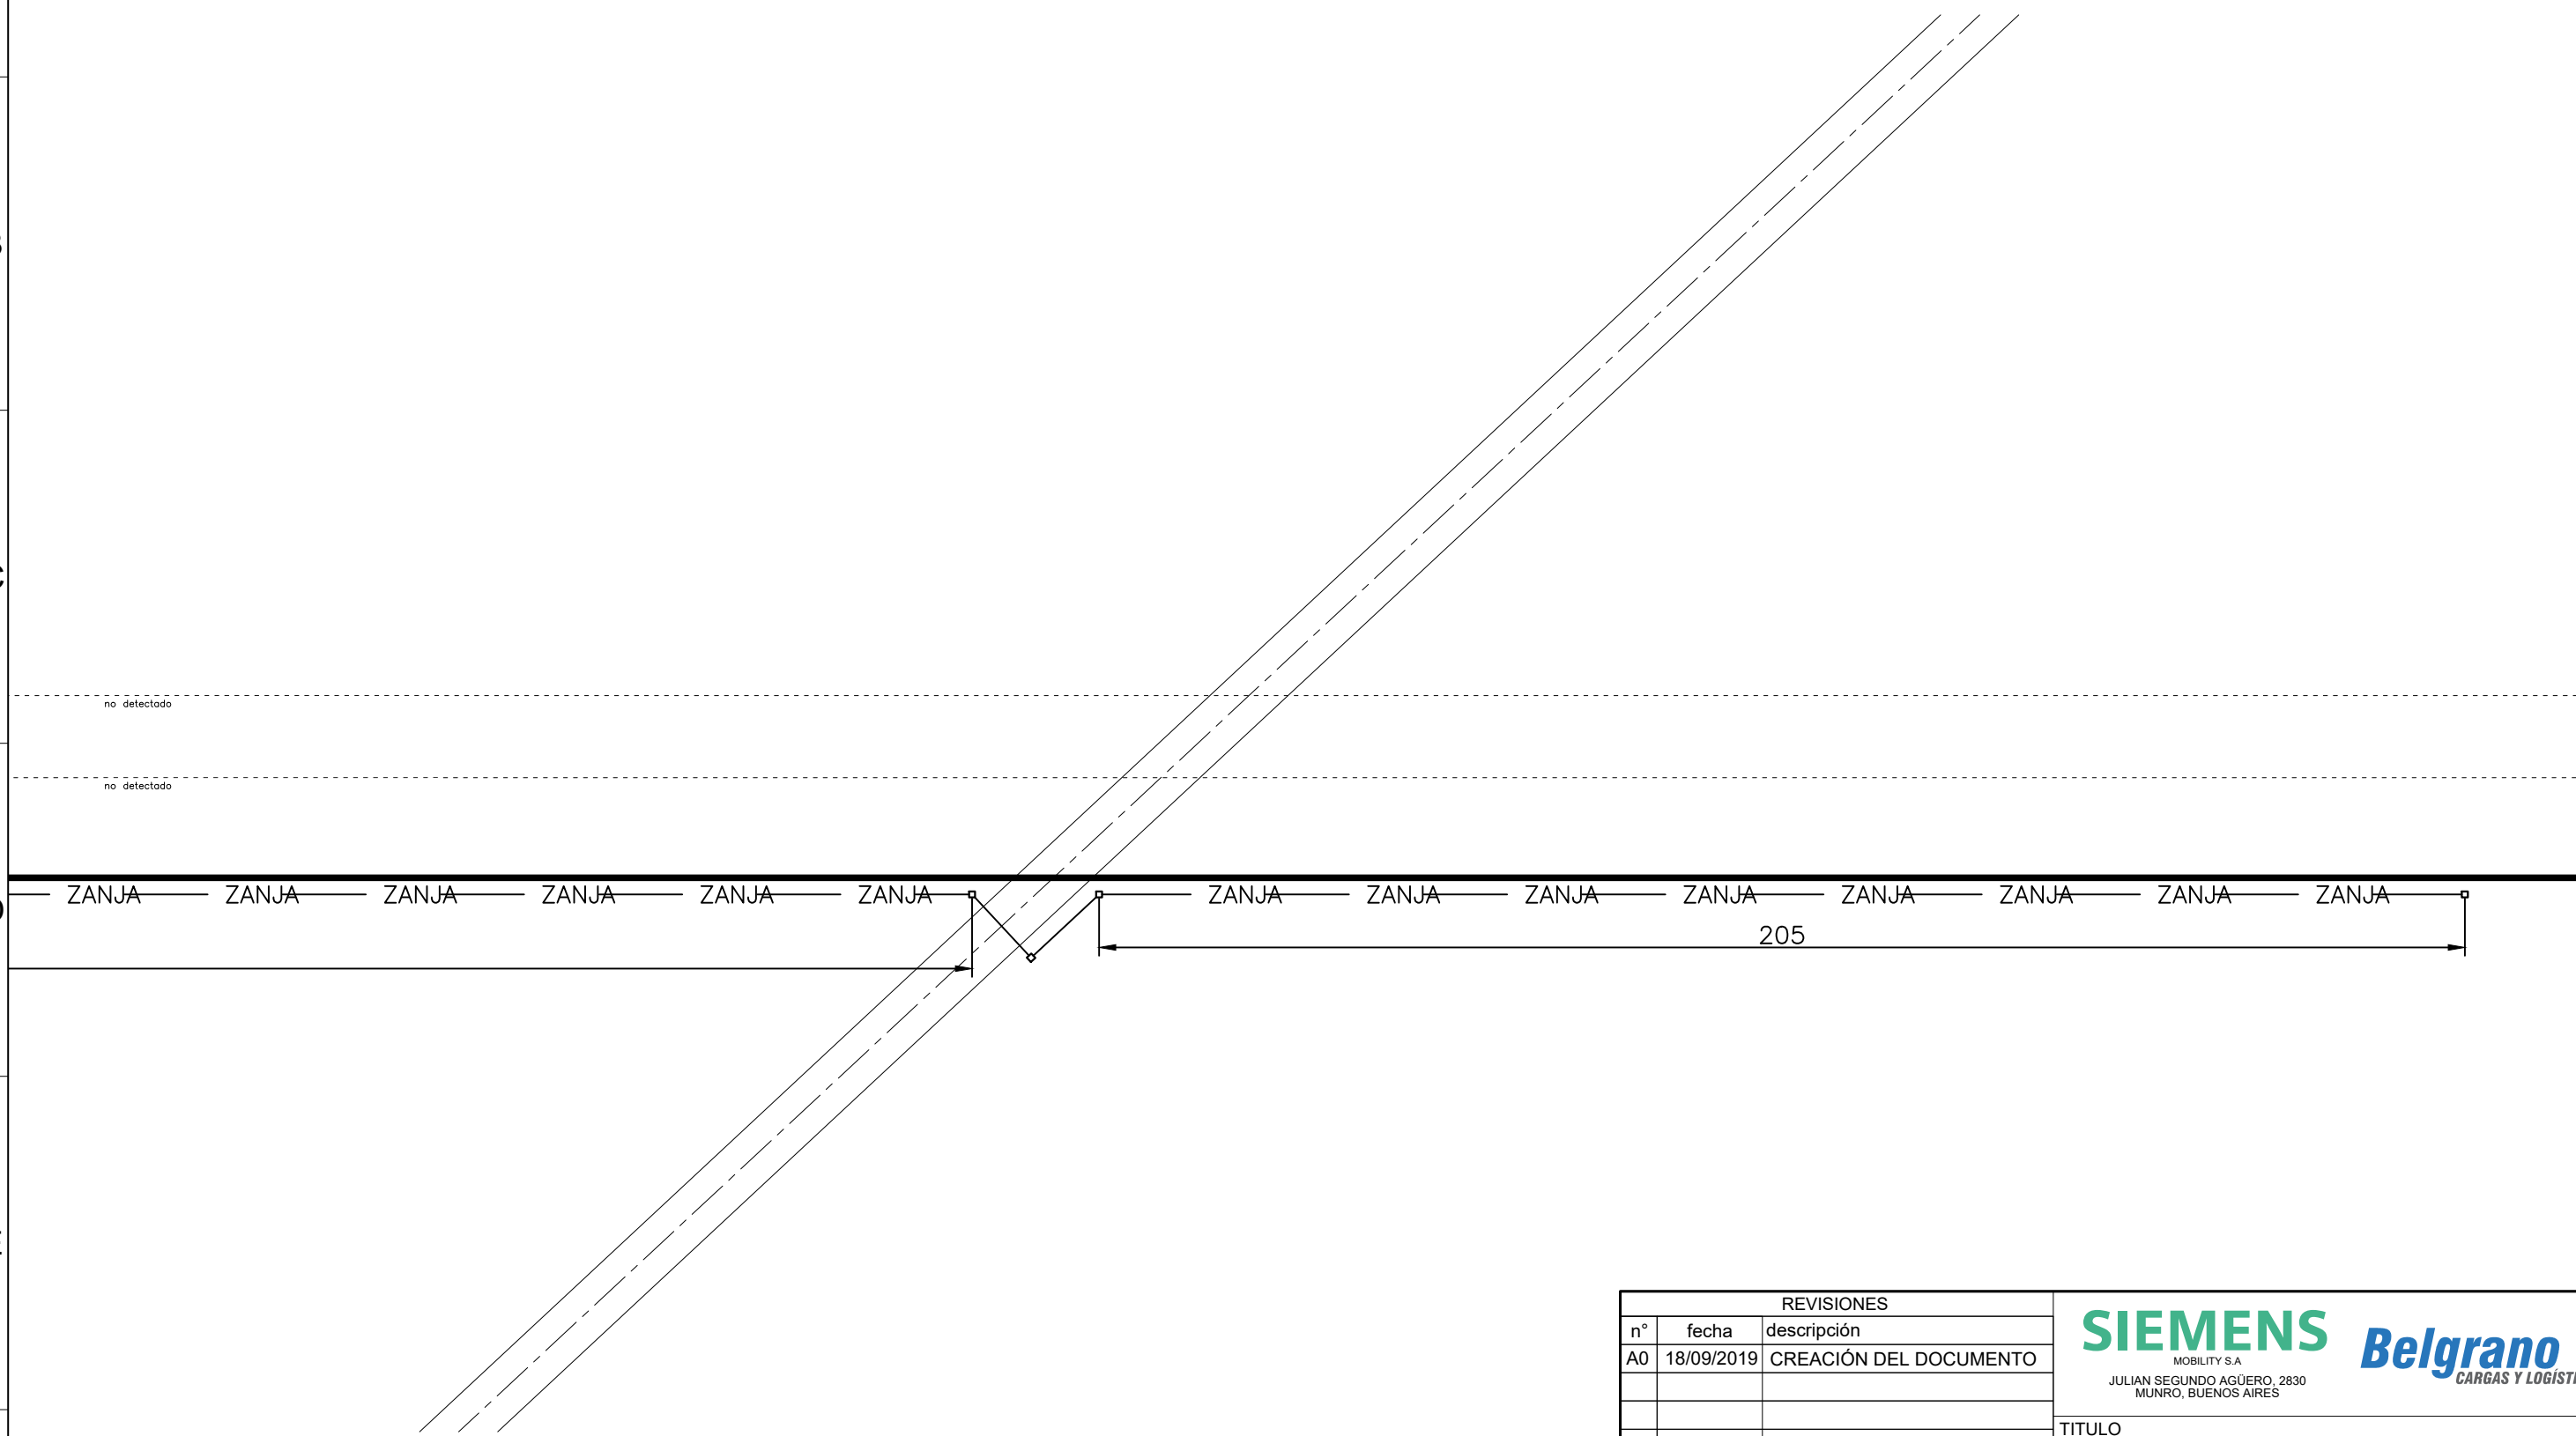 no detectado
no detectado
ZANJA ZANJA ZANJA ZANJA ZANJA ZANJA ZANJA ZANJA ZANJA ZANJA ZANJA ZANJA ZANJA ZANJA
205
REVISIONES
n° fecha descripción
A0 18/09/2019 CREACIÓN DEL DOCUMENTO
SIEMENS
MOBILITY S.A
JULIAN SEGUNDO AGÜERO, 2830
MUNRO, BUENOS AIRES
Belgrano
CARGAS Y
TITULO